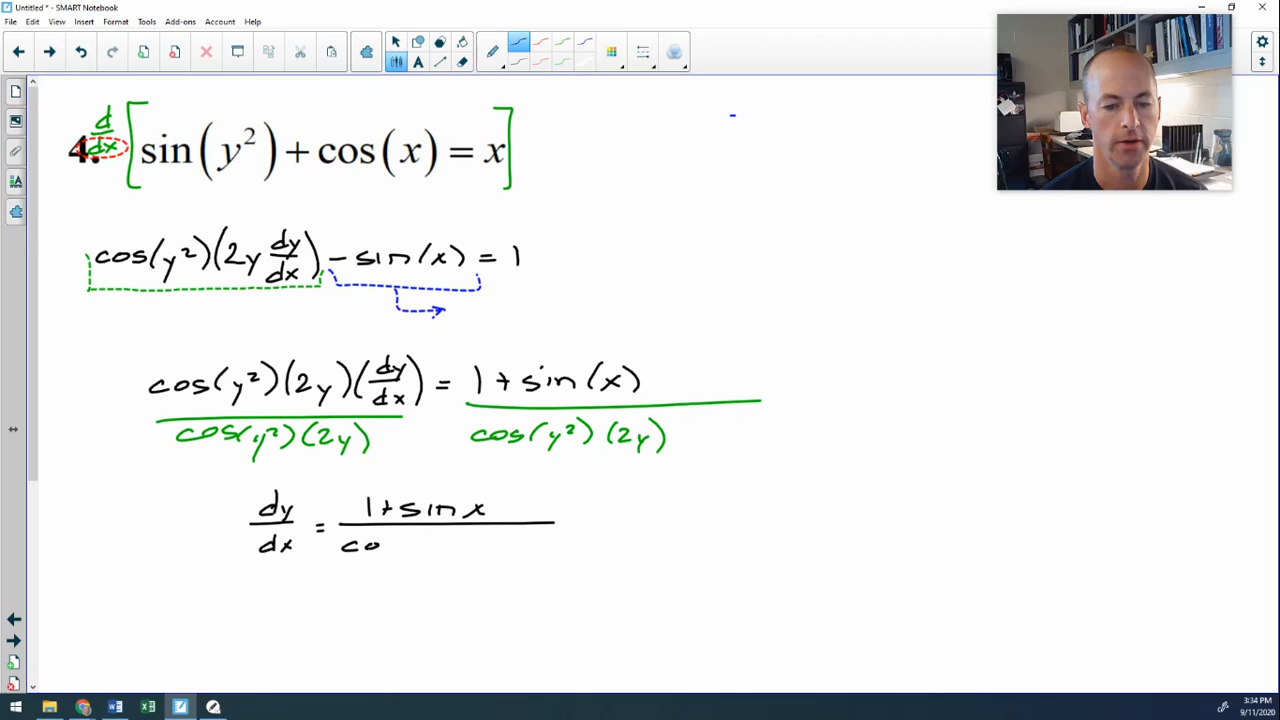 Untitled * - SMART Notebook
File Edit View Insert Format Tools Add-ons Account Help
4. d/dx [sin(y²) + cos(x) = x]
cos(y²)(2y dy/dx) - sin(x) = 1
cos(y²)(2y)(dy/dx) = 1 + sin(x)
cos(y²)(2y) cos(y²)(2y)
dy/dx = 1 + sin x
co
3:34 PM
9/11/2020